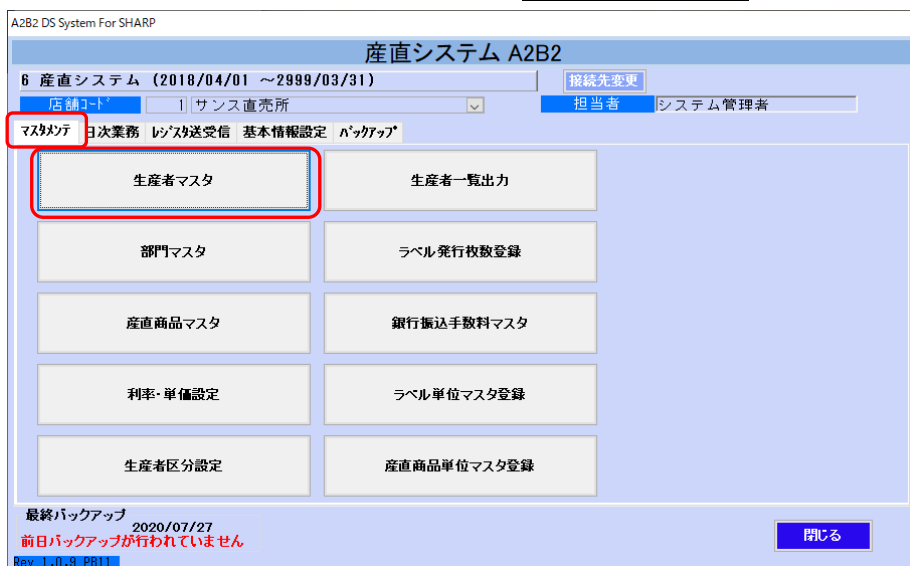 A2B2 DS System For SHARP
産直システム A2B2
6 産直システム (2018/04/01 ～2999/03/31) 接続先変更
店舗ｺｰﾄﾞ 1 サンス直売所 担当者 システム管理者
ﾏｽﾀﾒﾝﾃ 日次業務 ﾚｼﾞｽﾀ送受信 基本情報設定 ﾊﾞｯｸｱｯﾌﾟ
生産者マスタ 生産者一覧出力
部門マスタ ラベル発行枚数登録
産直商品マスタ 銀行振込手数料マスタ
利率・単価設定 ラベル単位マスタ登録
生産者区分設定 産直商品単位マスタ登録
最終バックアップ
2020/07/27
前日バックアップが行われていません
閉じる
Rev 1.0.9 PB11